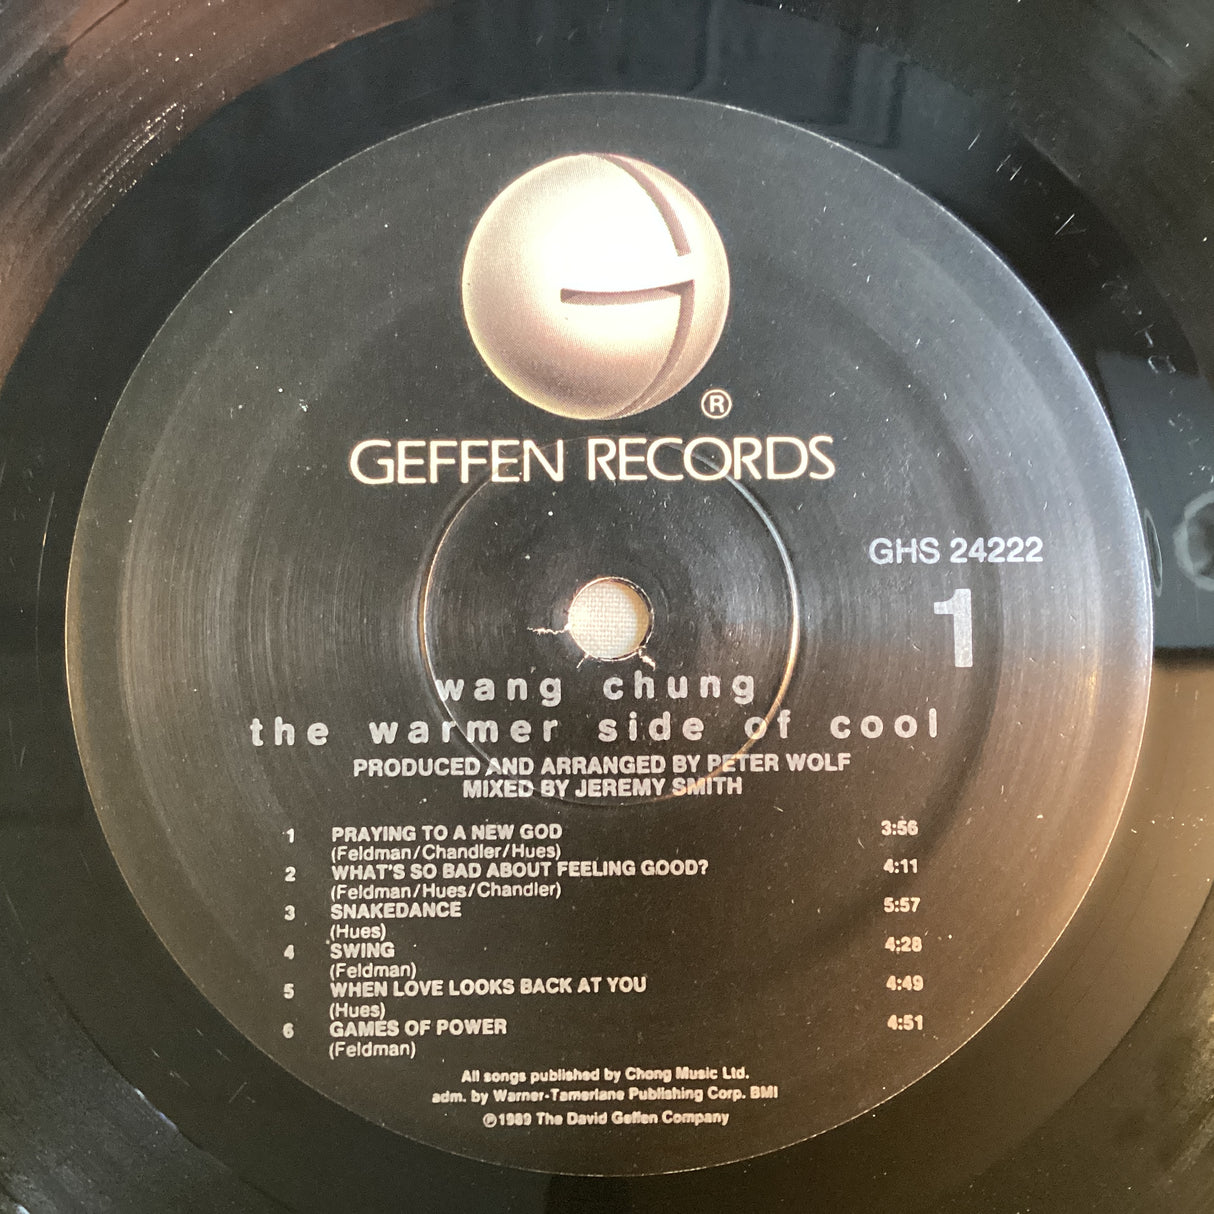 ®
GEFFEN RECORDS
GHS 24222
1
wang chung
the warmer side of cool
PRODUCED AND ARRANGED BY PETER WOLF
MIXED BY JEREMY SMITH
1 PRAYING TO A NEW GOD 3:56
(Feldman/Chandler/Hues)
2 WHAT'S SO BAD ABOUT FEELING GOOD? 4:11
(Feldman/Hues/Chandler)
3 SNAKEDANCE 5:57
(Hues)
4 SWING 4:28
(Feldman)
5 WHEN LOVE LOOKS BACK AT YOU 4:49
(Hues)
6 GAMES OF POWER 4:51
(Feldman)
All songs published by Chong Music Ltd.
adm. by Warner-Tamerlane Publishing Corp. BMI
℗1989 The David Geffen Company